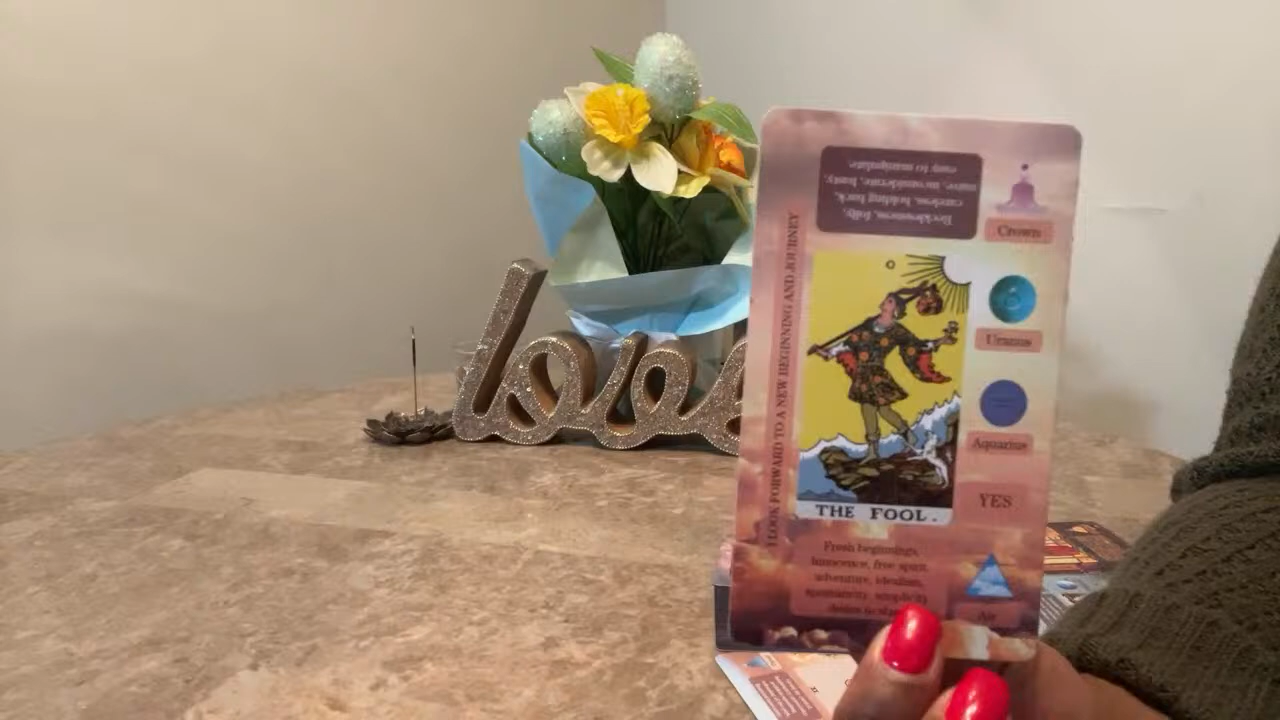 love
Recklessness, folly,
careless, holding back,
naive, inconsiderate, hasty,
easy to manipulate
Crown
I LOOK FORWARD TO A NEW BEGINNING AND JOURNEY
O
Uranus
Aquarius
YES
THE FOOL.
Fresh beginnings,
innocence, free spirit,
adventure, idealism,
spontaneity, simplicity
Air